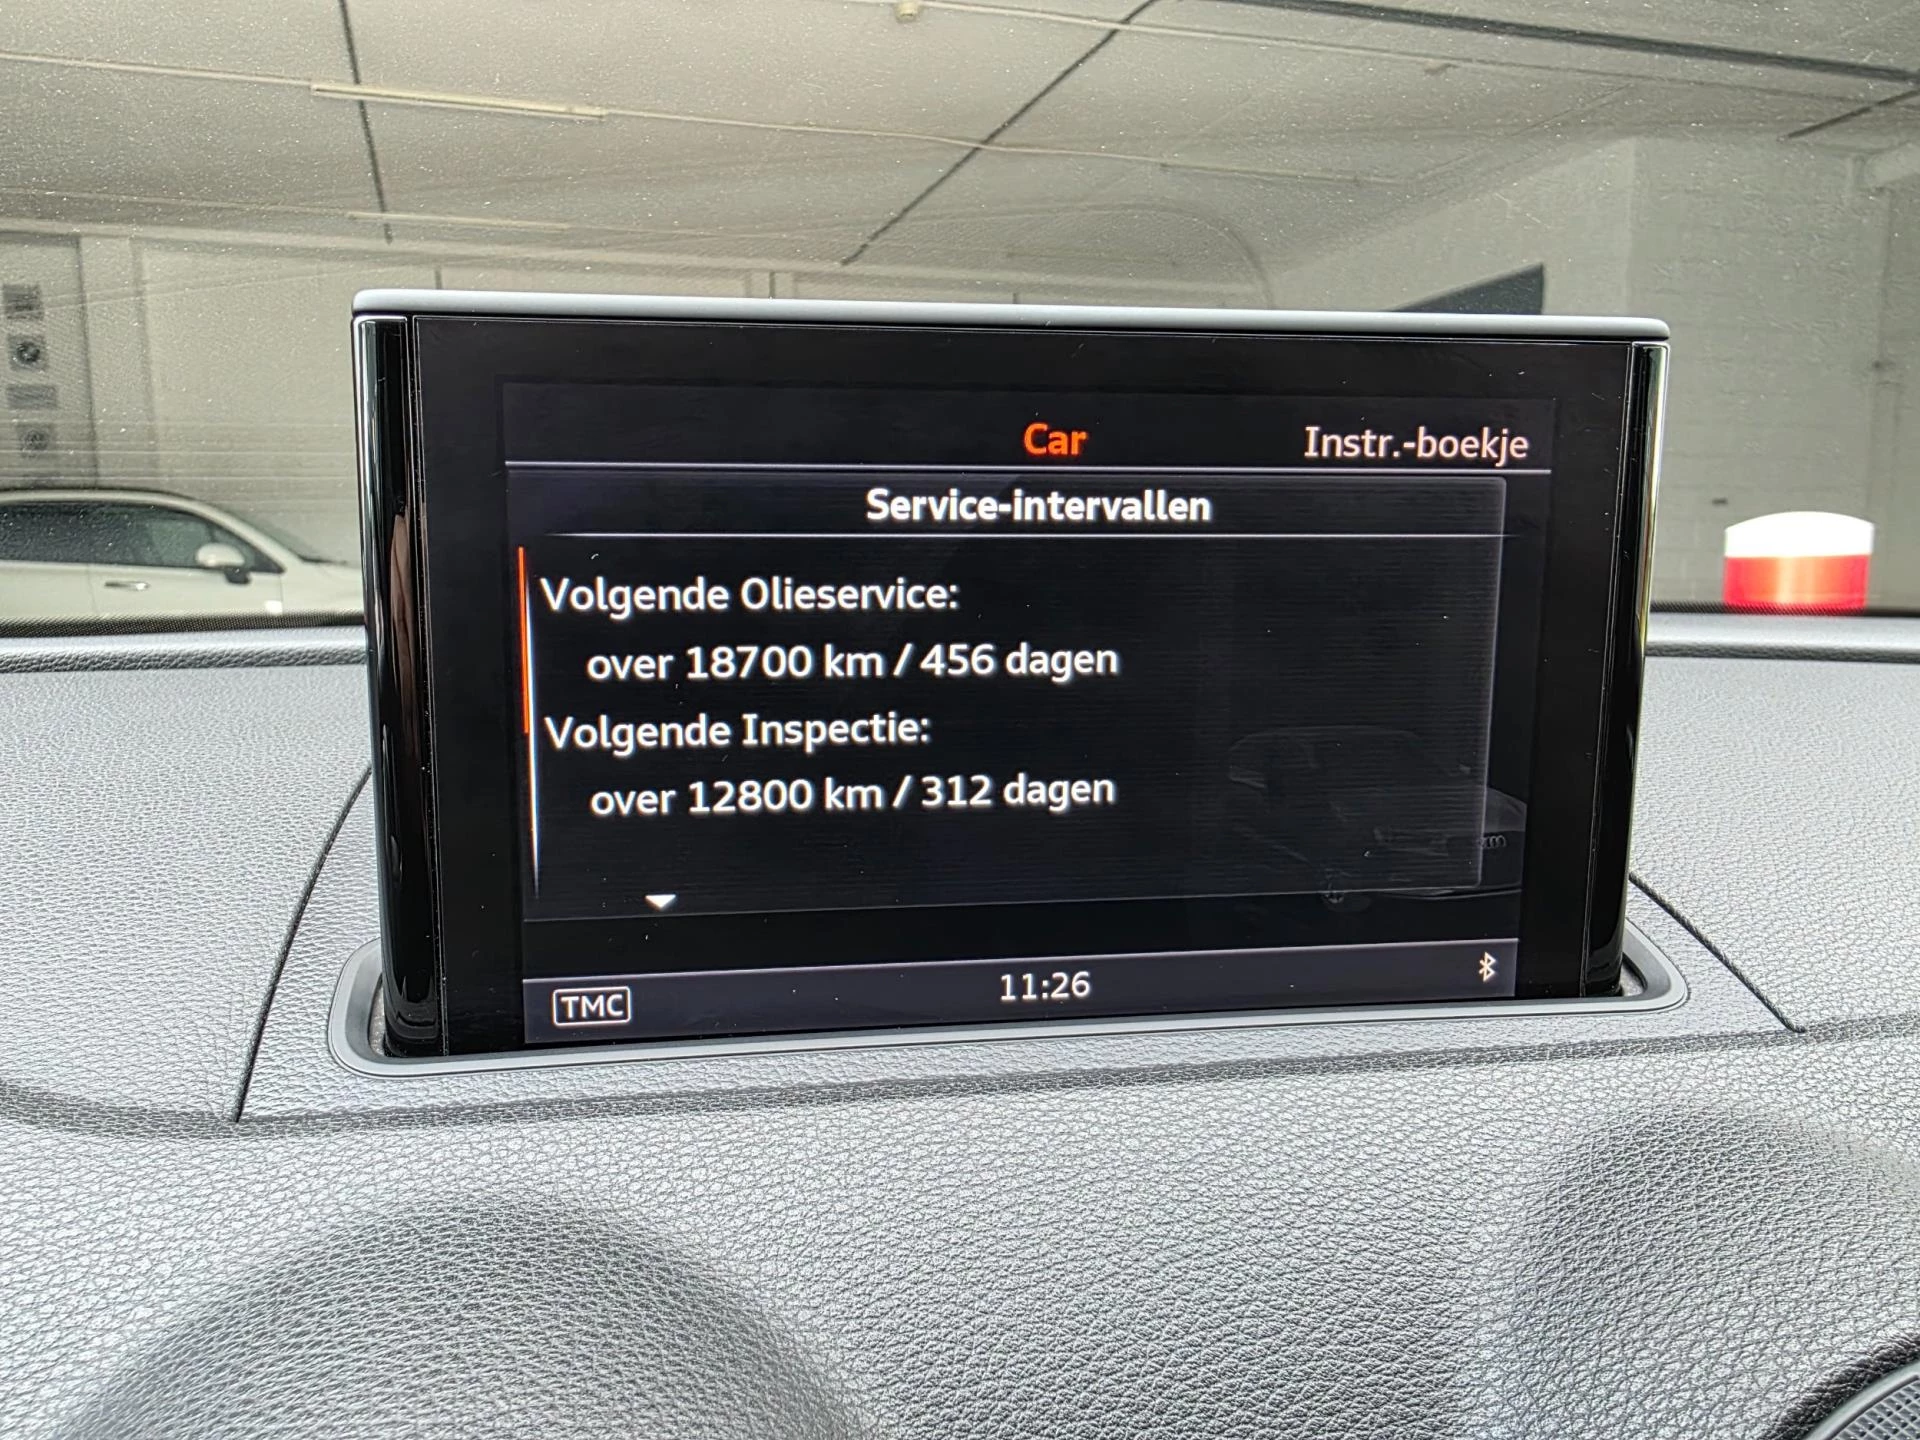 Car
Instr.-boekje
Service-intervallen
Volgende Olieservice:
over 18700 km / 456 dagen
Volgende Inspectie:
over 12800 km / 312 dagen
TMC
11:26